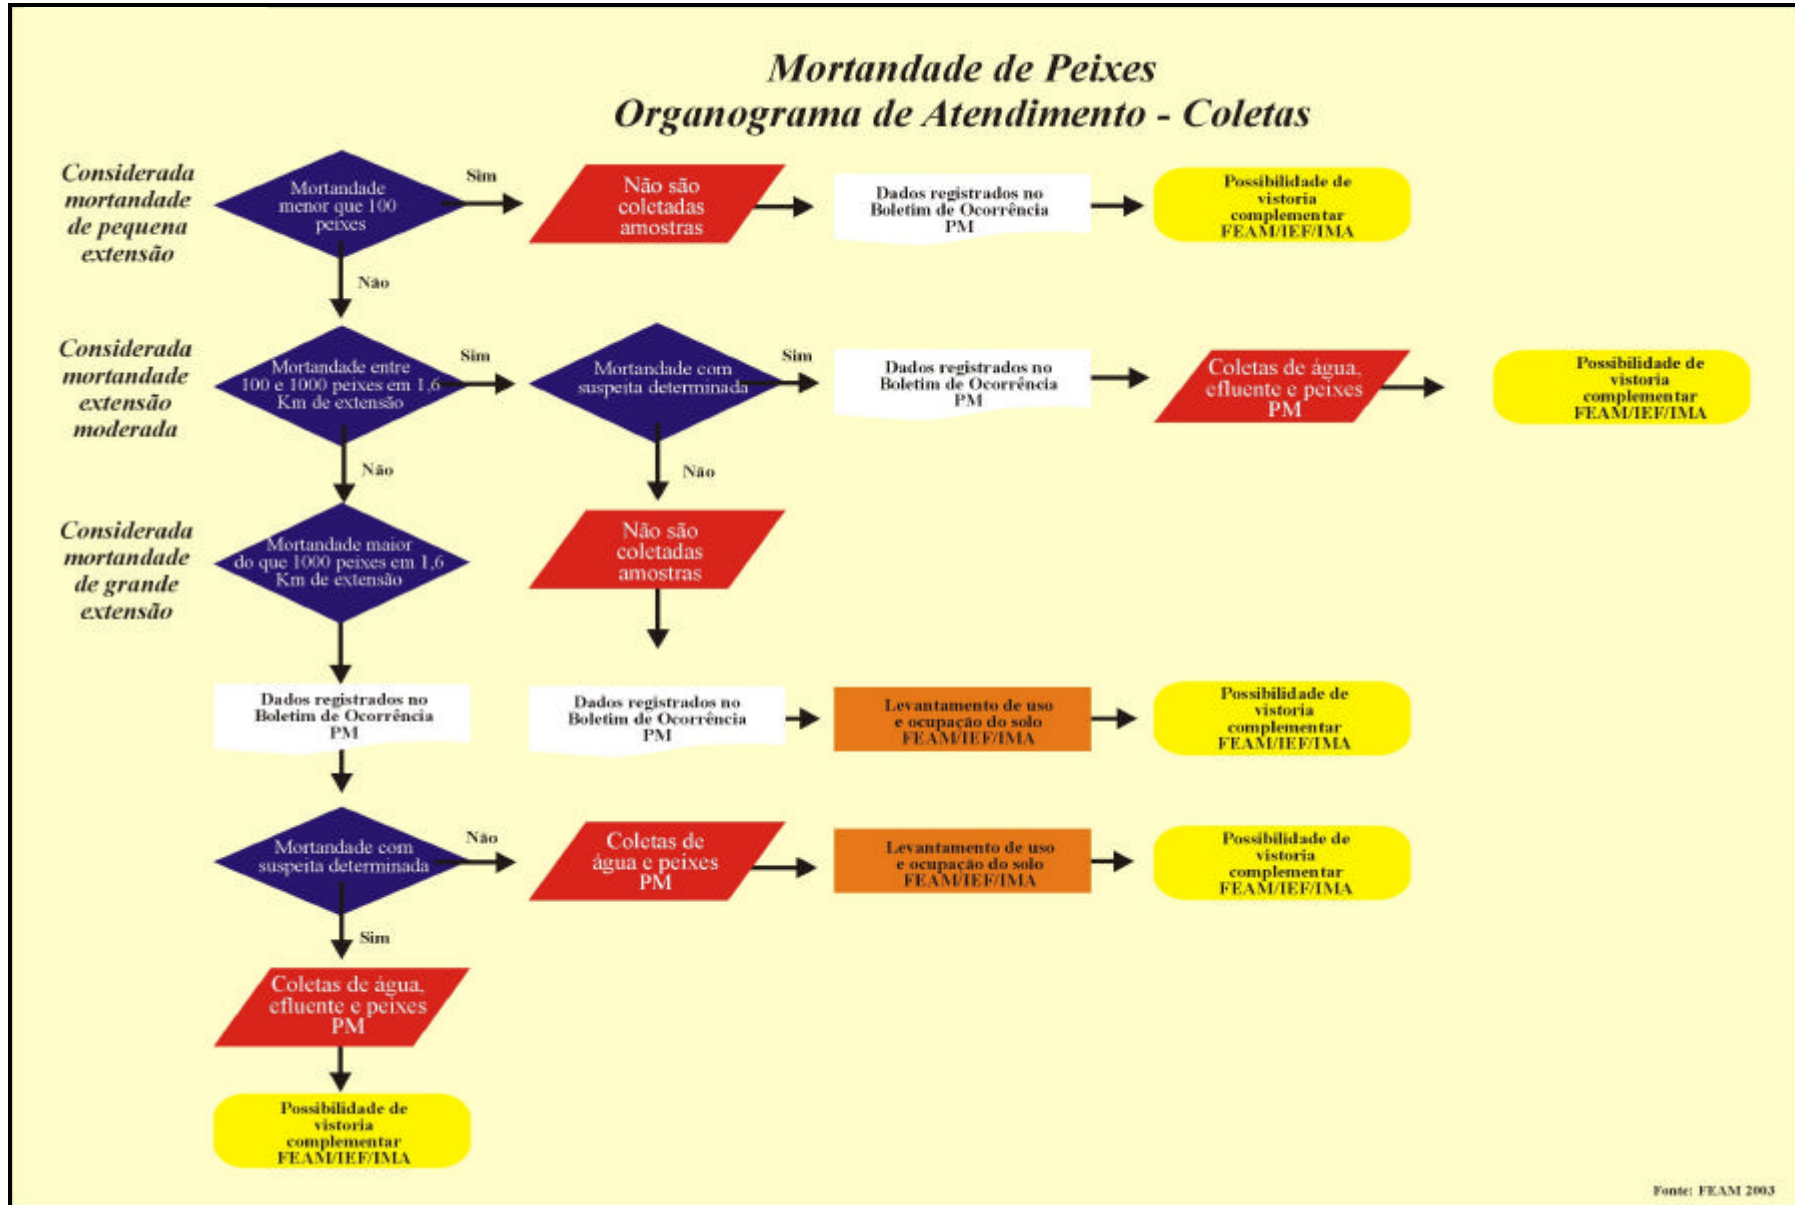 Mortandade de Peixes
Organograma de Atendimento - Coletas
Considerada
mortandade
de pequena
extensão
Mortandade
menor que 100
peixes
Sim
Não são
coletadas
amostras
Dados registrados no
Boletim de Ocorrência
PM
Possibilidade de
vistoria
complementar
FEAM/IEF/IMA
Não
Considerada
mortandade
extensão
moderada
Mortandade entre
100 e 1000 peixes em 1,6
Km de extensão
Sim
Mortandade com
suspeita determinada
Sim
Dados registrados no
Boletim de Ocorrência
PM
Coletas de água,
efluente e peixes
PM
Possibilidade de
vistoria
complementar
FEAM/IEF/IMA
Não
Não
Considerada
mortandade
de grande
extensão
Mortandade maior
do que 1000 peixes em 1,6
Km de extensão
Não são
coletadas
amostras
Dados registrados no
Boletim de Ocorrência
PM
Dados registrados no
Boletim de Ocorrência
PM
Levantamento de uso
e ocupação do solo
FEAM/IEF/IMA
Possibilidade de
vistoria
complementar
FEAM/IEF/IMA
Mortandade com
suspeita determinada
Não
Coletas de
água e peixes
PM
Levantamento de uso
e ocupação do solo
FEAM/IEF/IMA
Possibilidade de
vistoria
complementar
FEAM/IEF/IMA
Sim
Coletas de água,
efluente e peixes
PM
Possibilidade de
vistoria
complementar
FEAM/IEF/IMA
Fonte: FEAM 2003